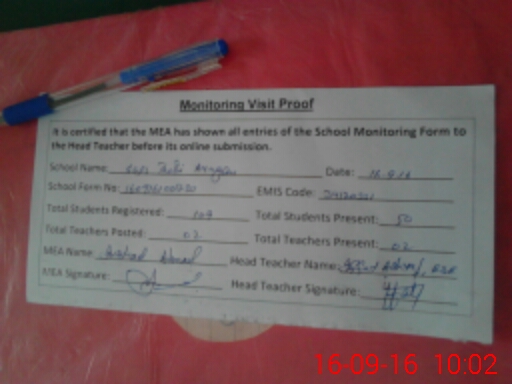 Monitoring Visit Proof
It is certified that the MEA has shown all entries of the School Monitoring Form to
the Head Teacher before its online submission.
School Name: Date:
School Form No: EMIS Code:
Total Students Registered: 109 Total Students Present: 50
Total Teachers Posted: 02 Total Teachers Present: 02
MEA Name: Head Teacher Name:
MEA Signature: Head Teacher Signature:
16-09-16 10:02